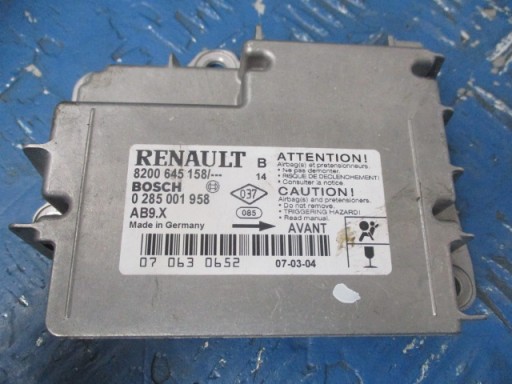 RENAULT B
8200 645 158/--- 14
BOSCH
0 285 001 958
AB9.X
Made in Germany
037
085
AVANT
ATTENTION!
Airbag(s) et pretensionneurs.
• Ne pas démonter.
• RISQUE DE DECLENCHEMENT!
• Consulter la notice.
CAUTION!
Airbag(s) and pretensioners.
• Do not remove.
• TRIGGERING HAZARD!
• Read manual.
07 063 0652
07-03-04